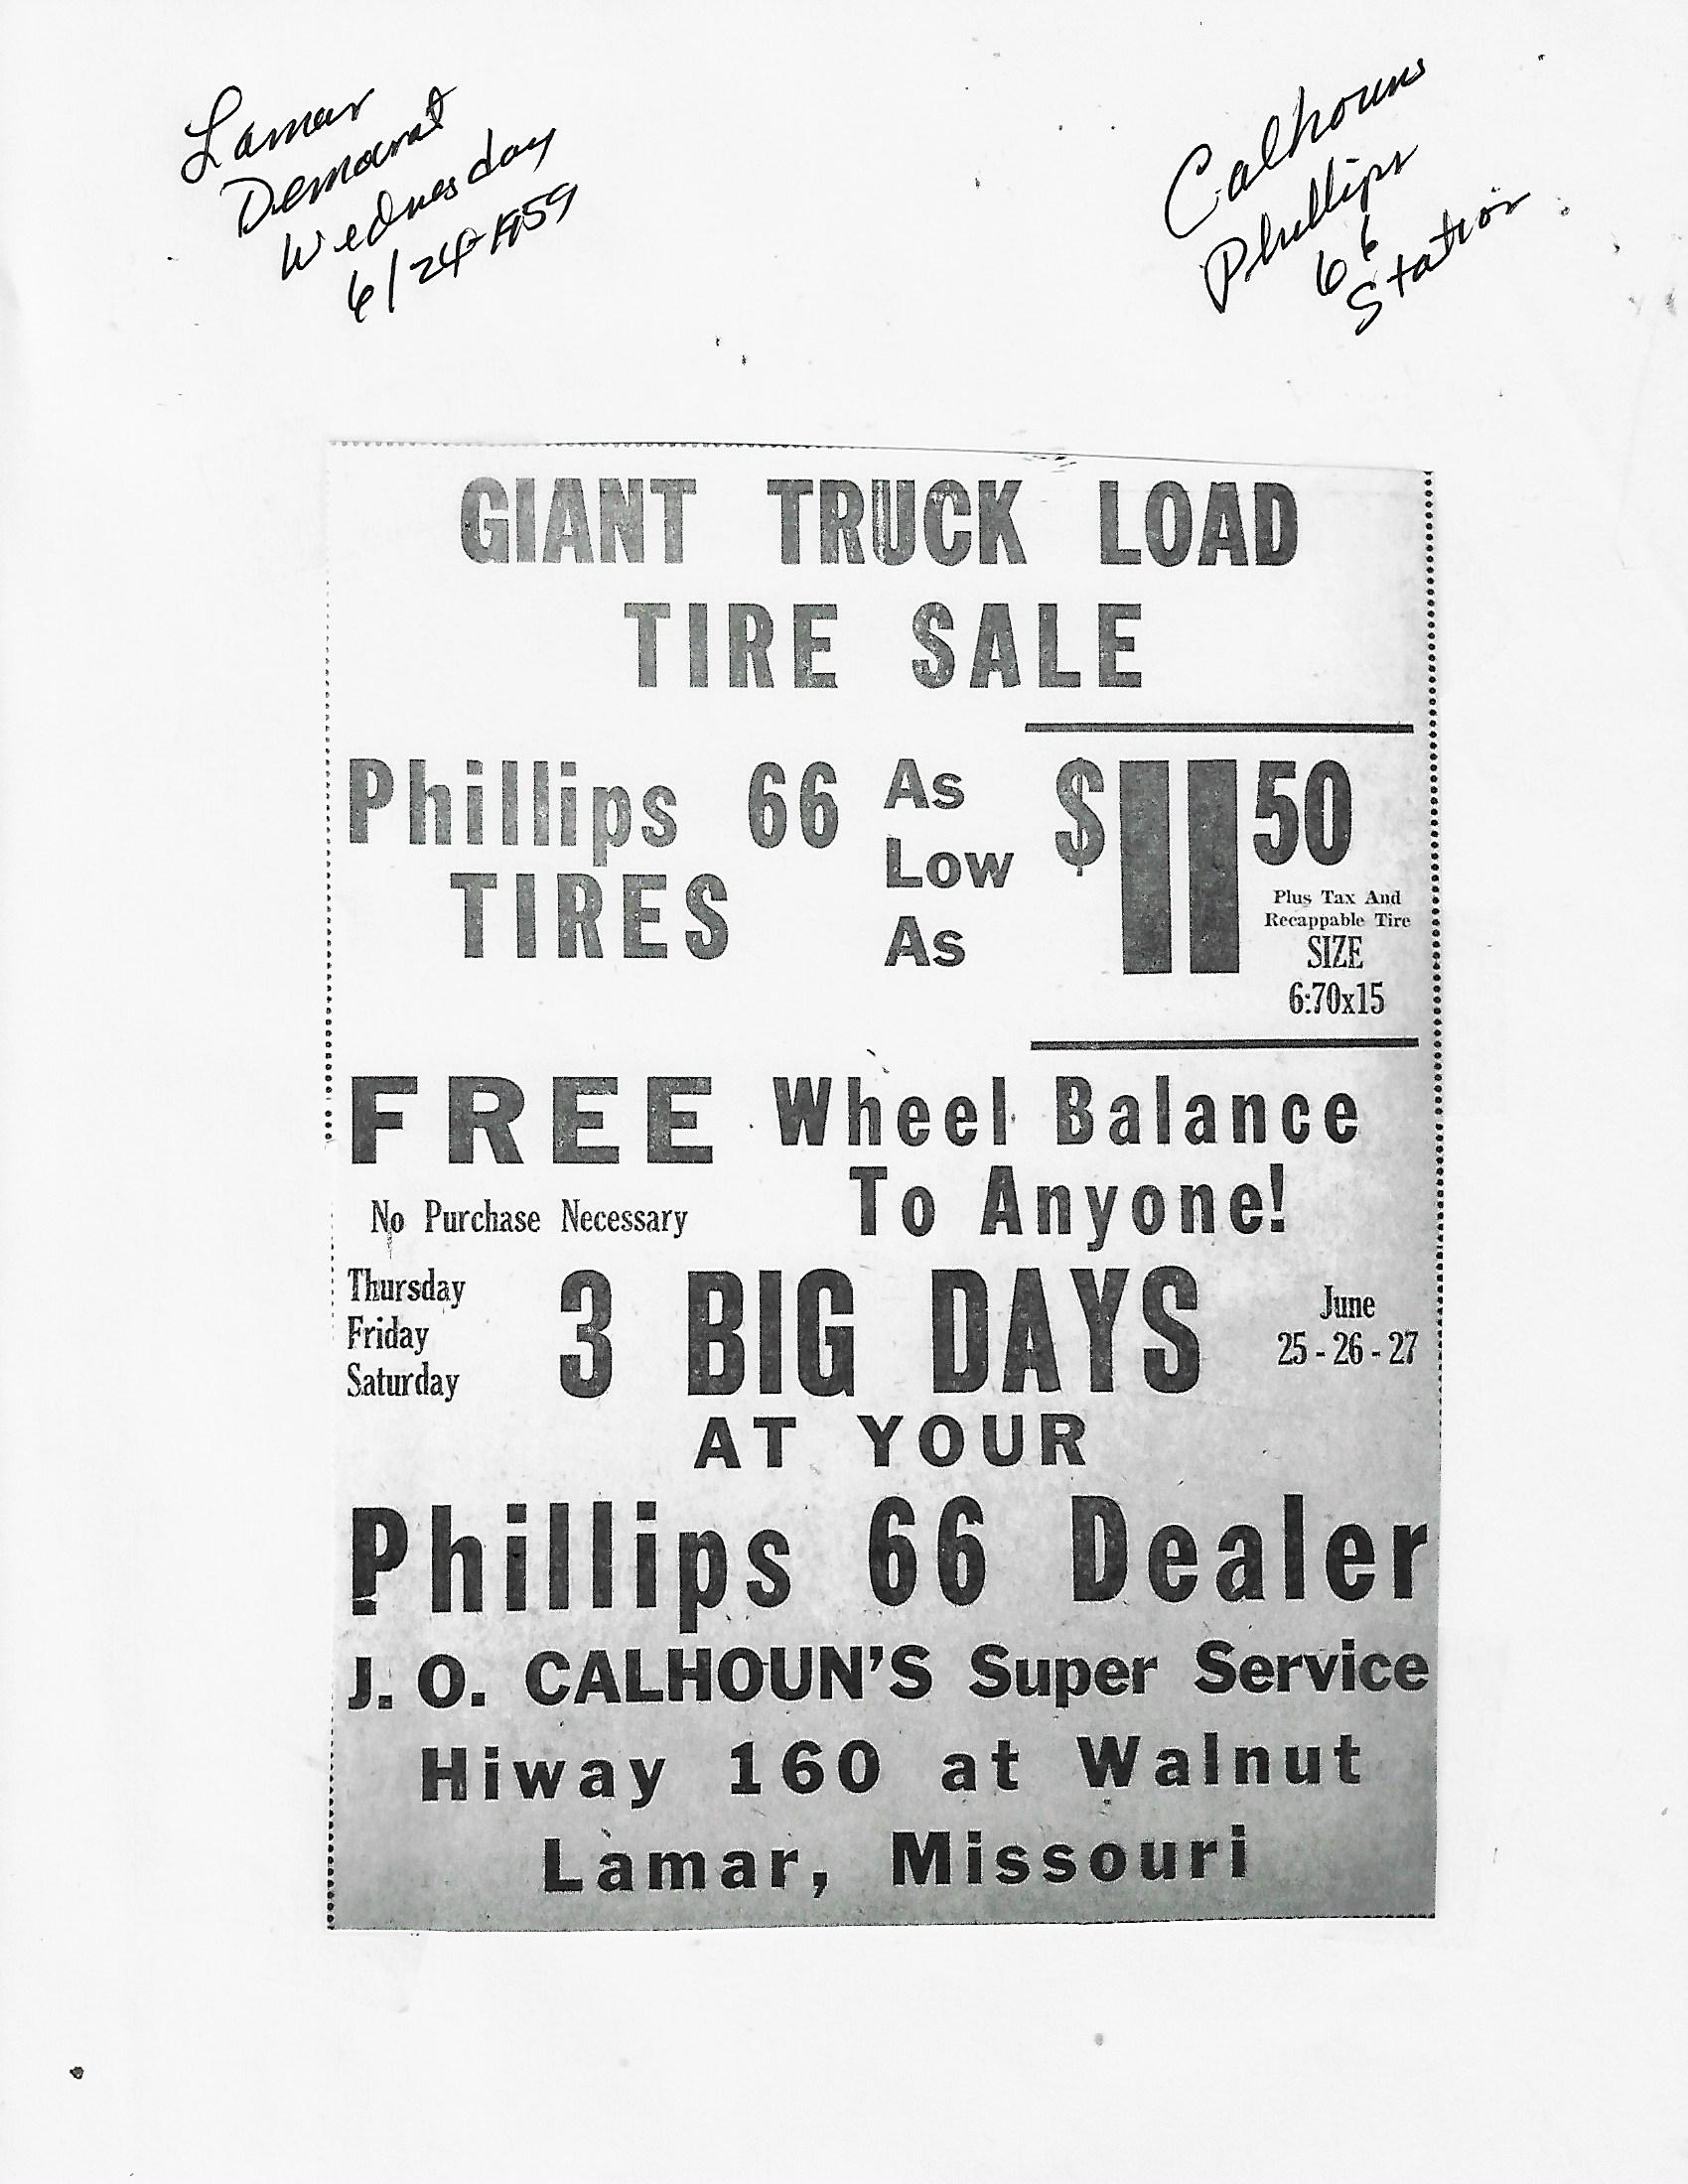 Lamar
Democrat
Wednesday
6/24-1959
Calhouns
Phillips
66
Station
GIANT TRUCK LOAD
TIRE SALE
Phillips 66
TIRES
As
Low
As
$11 50
Plus Tax And
Recappable Tire
SIZE
6:70x15
FREE Wheel Balance
To Anyone!
No Purchase Necessary
Thursday
Friday
Saturday
3 BIG DAYS
June
25 - 26 - 27
AT YOUR
Phillips 66 Dealer
J. O. CALHOUN'S Super Service
Hiway 160 at Walnut
Lamar, Missouri